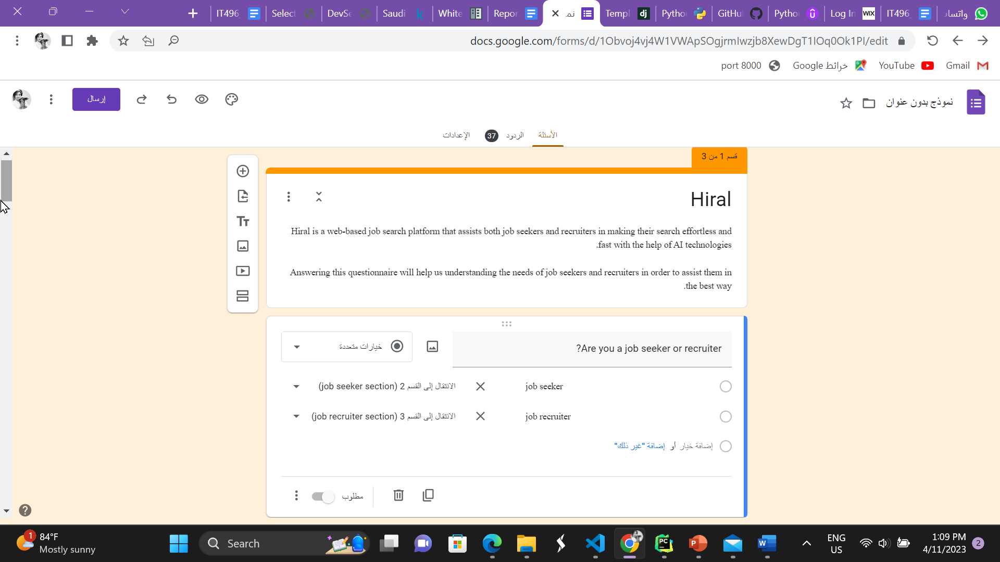 واتساب
IT496_
WIX Log In
Pytho
GitHu
Pytho
dj Templ
نمـ
Repor
White
k Saudi
DevSe
Select
IT496_
docs.google.com/forms/d/1Obvoj4vj4W1VWApSOgjrmIwzjb8XewDgT1IOq0Ok1PI/edit
Gmail
YouTube
خرائط Google
port 8000
نموذج بدون عنوان
إرسال
الأسئلة
الردود 37
الإعدادات
قسم 1 من 3
Hiral
Hiral is a web-based job search platform that assists both job seekers and recruiters in making their search effortless and
.fast with the help of AI technologies
Answering this questionnaire will help us understanding the needs of job seekers and recruiters in order to assist them in
.the best way
?Are you a job seeker or recruiter
خيارات متعددة
job seeker
الانتقال إلى القسم 2 (job seeker section)
job recruiter
الانتقال إلى القسم 3 (job recruiter section)
إضافة خيار أو إضافة "غير ذلك"
مطلوب
1
84°F
Mostly sunny
Search
PC
P
W
ENG
US
1:09 PM
4/11/2023
2